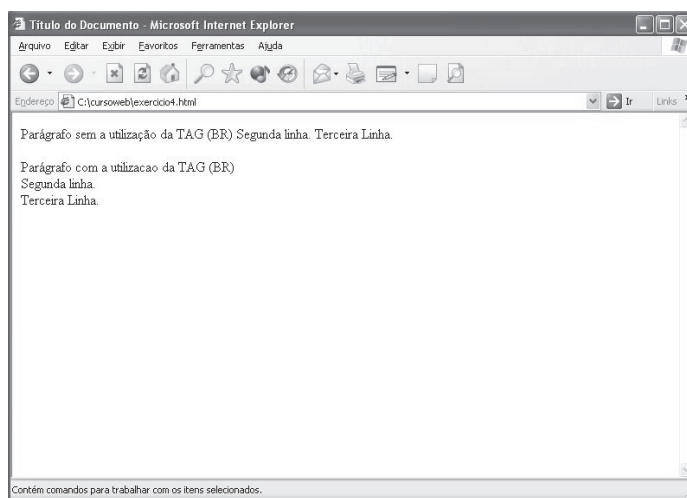 Título do Documento - Microsoft Internet Explorer
Arquivo Editar Exibir Favoritos Ferramentas Ajuda
Endereço C:\cursoweb\exercicio4.html Ir Links
Parágrafo sem a utilização da TAG (BR) Segunda linha. Terceira Linha.
Parágrafo com a utilizacao da TAG (BR)
Segunda linha.
Terceira Linha.
Contém comandos para trabalhar com os itens selecionados.